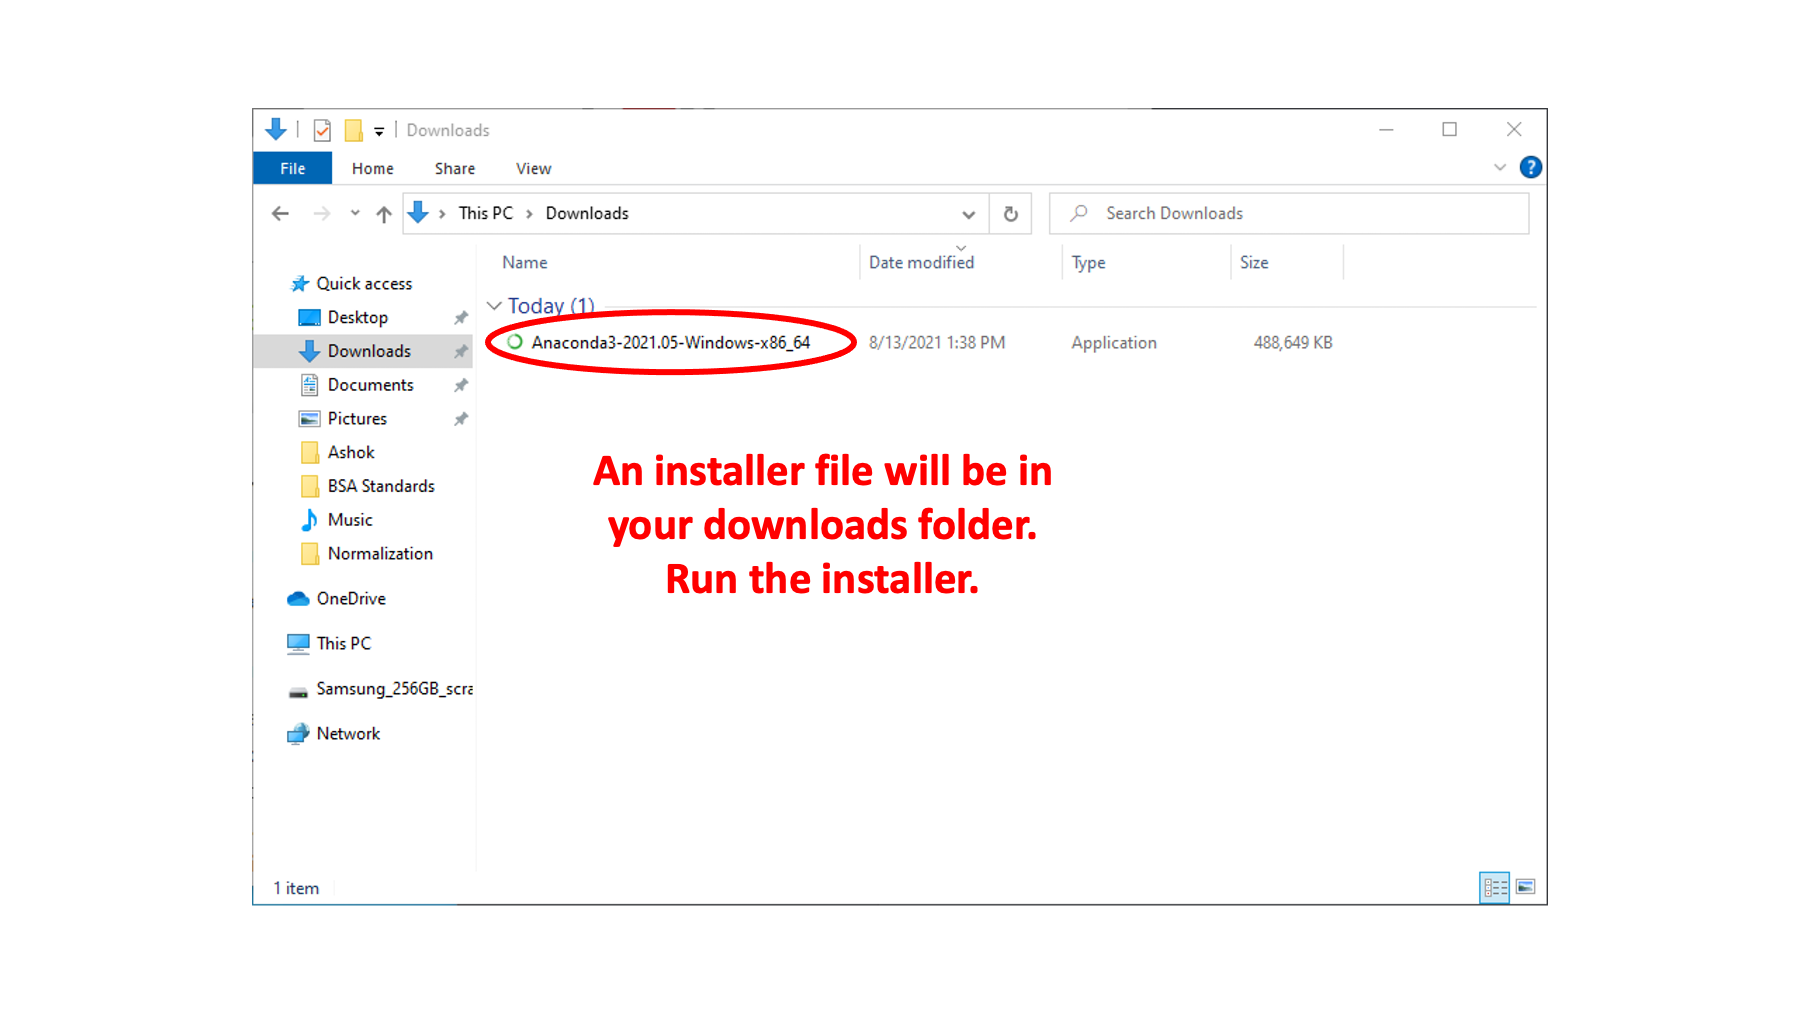 Downloads
File Home Share View
?
This PC > Downloads
Search Downloads
Name Date modified Type Size
Today (1)
Anaconda3-2021.05-Windows-x86_64 8/13/2021 1:38 PM Application 488,649 KB
Quick access
Desktop
Downloads
Documents
Pictures
Ashok
BSA Standards
Music
Normalization
OneDrive
This PC
Samsung_256GB_scra
Network
An installer file will be in
your downloads folder.
Run the installer.
1 item